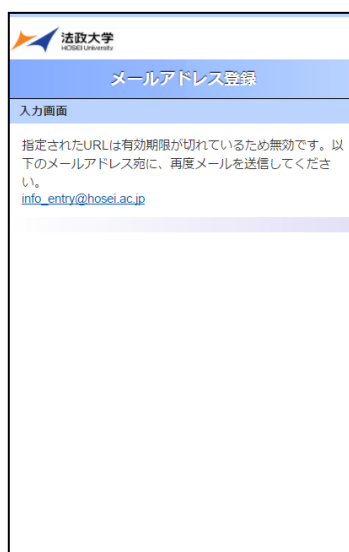 法政大学
HOSEI University
メールアドレス登録
入力画面
指定されたURLは有効期限が切れているため無効です。以
下のメールアドレス宛に、再度メールを送信してくださ
い。
info_entry@hosei.ac.jp